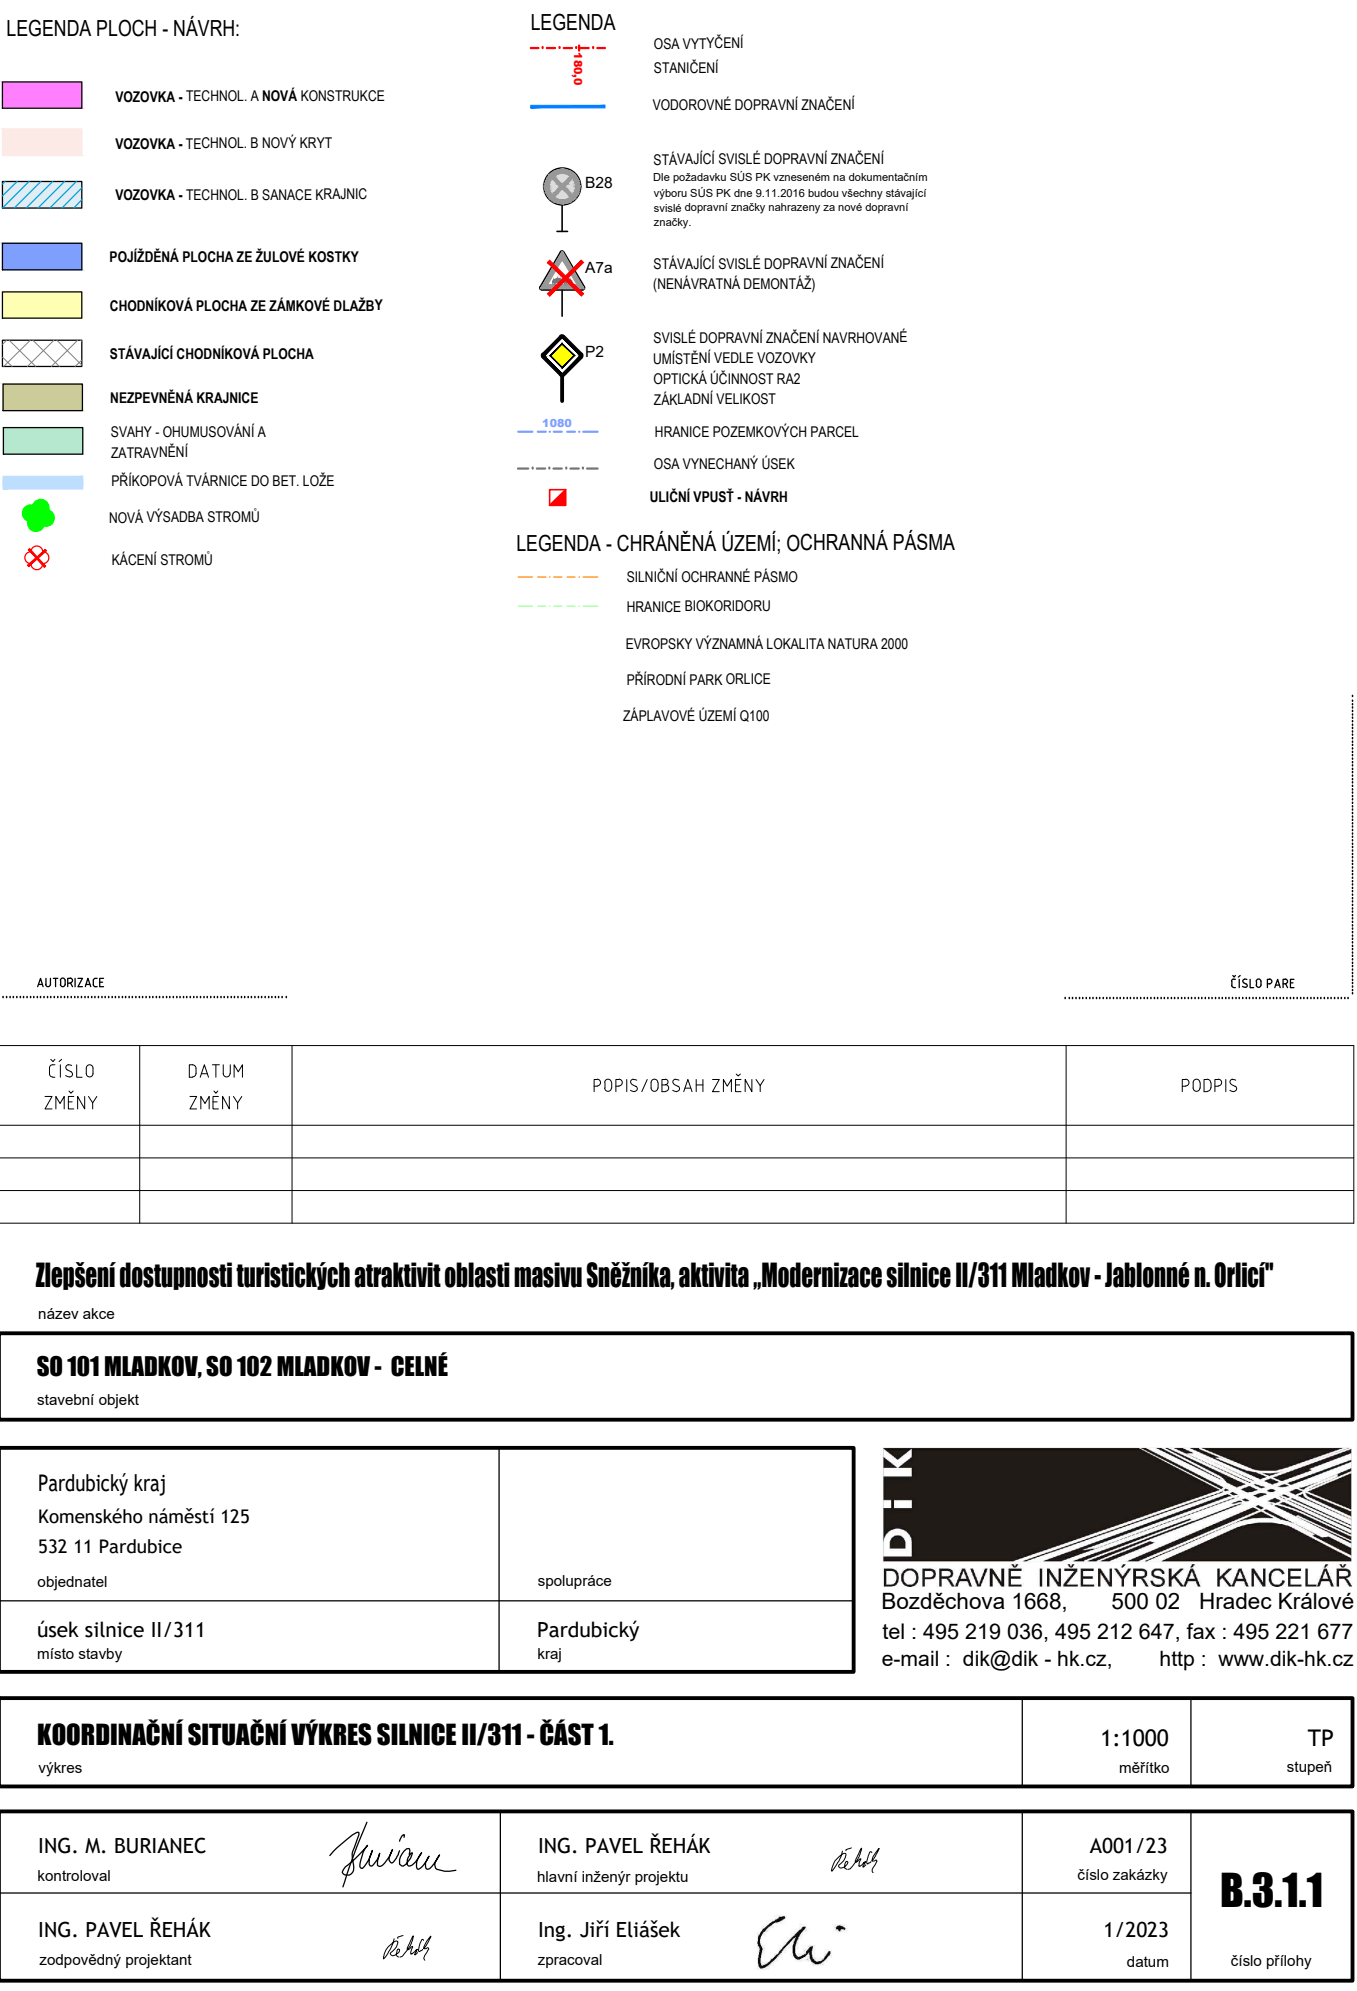 LEGENDA PLOCH - NÁVRH:
VOZOVKA - TECHNOL. A NOVÁ KONSTRUKCE
VOZOVKA - TECHNOL. B NOVÝ KRYT
VOZOVKA - TECHNOL. B SANACE KRAJNIC
POJÍŽDĚNÁ PLOCHA ZE ŽULOVÉ KOSTKY
CHODNÍKOVÁ PLOCHA ZE ZÁMKOVÉ DLAŽBY
STÁVAJÍCÍ CHODNÍKOVÁ PLOCHA
NEZPEVNĚNÁ KRAJNICE
SVAHY - OHUMUSOVÁNÍ A
ZATRAVNĚNÍ
PŘÍKOPOVÁ TVÁRNICE DO BET. LOŽE
NOVÁ VÝSADBA STROMŮ
KÁCENÍ STROMŮ
LEGENDA
180,0
OSA VYTYČENÍ
STANIČENÍ
VODOROVNÉ DOPRAVNÍ ZNAČENÍ
B28
STÁVAJÍCÍ SVISLÉ DOPRAVNÍ ZNAČENÍ
Dle požadavku SÚS PK vzneseném na dokumentačním
výboru SÚS PK dne 9.11.2016 budou všechny stávající
svislé dopravní značky nahrazeny za nové dopravní
značky.
A7a
STÁVAJÍCÍ SVISLÉ DOPRAVNÍ ZNAČENÍ
(NENÁVRATNÁ DEMONTÁŽ)
P2
SVISLÉ DOPRAVNÍ ZNAČENÍ NAVRHOVANÉ
UMÍSTĚNÍ VEDLE VOZOVKY
OPTICKÁ ÚČINNOST RA2
ZÁKLADNÍ VELIKOST
1080
HRANICE POZEMKOVÝCH PARCEL
OSA VYNECHANÝ ÚSEK
ULIČNÍ VPUSŤ - NÁVRH
LEGENDA - CHRÁNĚNÁ ÚZEMÍ; OCHRANNÁ PÁSMA
SILNIČNÍ OCHRANNÉ PÁSMO
HRANICE BIOKORIDORU
EVROPSKY VÝZNAMNÁ LOKALITA NATURA 2000
PŘÍRODNÍ PARK ORLICE
ZÁPLAVOVÉ ÚZEMÍ Q100
AUTORIZACE
ČÍSLO PARE
ČÍSLO
ZMĚNY
DATUM
ZMĚNY
POPIS/OBSAH ZMĚNY
PODPIS
Zlepšení dostupnosti turistických atraktivit oblasti masivu Sněžníka, aktivita „Modernizace silnice II/311 Mladkov - Jablonné n. Orlicí"
název akce
SO 101 MLADKOV, SO 102 MLADKOV - CELNÉ
stavební objekt
Pardubický kraj
Komenského náměstí 125
532 11 Pardubice
objednatel
spolupráce
úsek silnice II/311
místo stavby
Pardubický
kraj
DiK
DOPRAVNĚ INŽENÝRSKÁ KANCELÁŘ
Bozděchova 1668, 500 02 Hradec Králové
tel : 495 219 036, 495 212 647, fax : 495 221 677
e-mail : dik@dik - hk.cz, http : www.dik-hk.cz
KOORDINAČNÍ SITUAČNÍ VÝKRES SILNICE II/311 - ČÁST 1.
výkres
1:1000
měřítko
TP
stupeň
ING. M. BURIANEC
kontroloval
ING. PAVEL ŘEHÁK
hlavní inženýr projektu
Řehák
A001/23
číslo zakázky
ING. PAVEL ŘEHÁK
zodpovědný projektant
Řehák
Ing. Jiří Eliášek
zpracoval
1/2023
datum
B.3.1.1
číslo přílohy